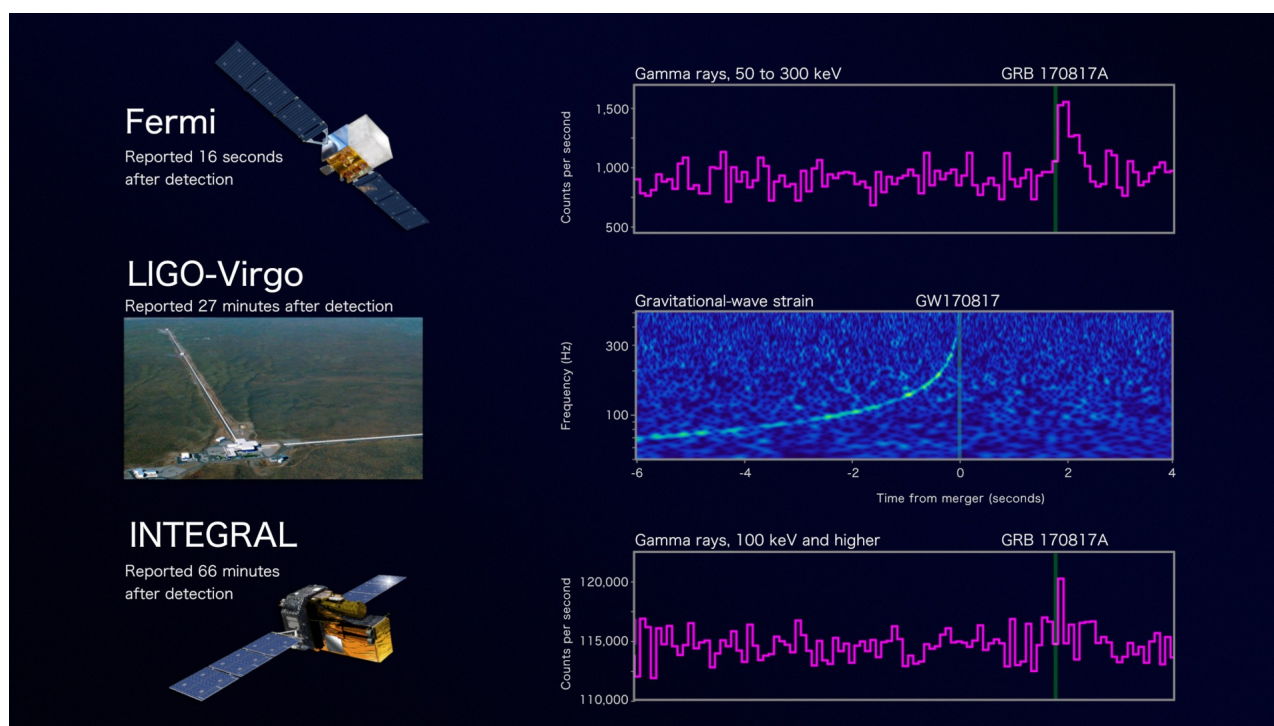 Fermi
Reported 16 seconds
after detection
Gamma rays, 50 to 300 keV
GRB 170817A
Counts per second
1,500
1,000
500
LIGO-Virgo
Reported 27 minutes after detection
Gravitational-wave strain
GW170817
Frequency (Hz)
300
100
-6
-4
-2
0
2
4
Time from merger (seconds)
INTEGRAL
Reported 66 minutes
after detection
Gamma rays, 100 keV and higher
GRB 170817A
Counts per second
120,000
115,000
110,000